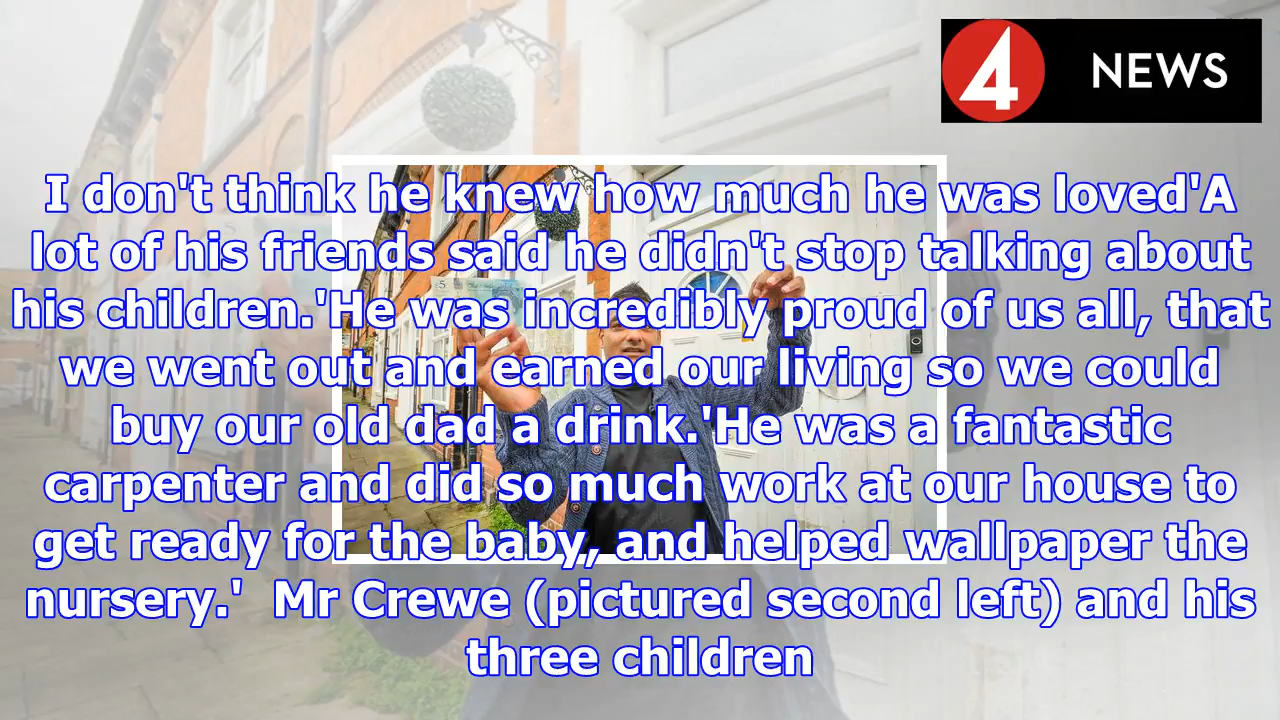 4 NEWS
I don't think he knew how much he was loved'A
lot of his friends said he didn't stop talking about
his children.'He was incredibly proud of us all, that
we went out and earned our living so we could
buy our old dad a drink.'He was a fantastic
carpenter and did so much work at our house to
get ready for the baby, and helped wallpaper the
nursery.'  Mr Crewe (pictured second left) and his
three children